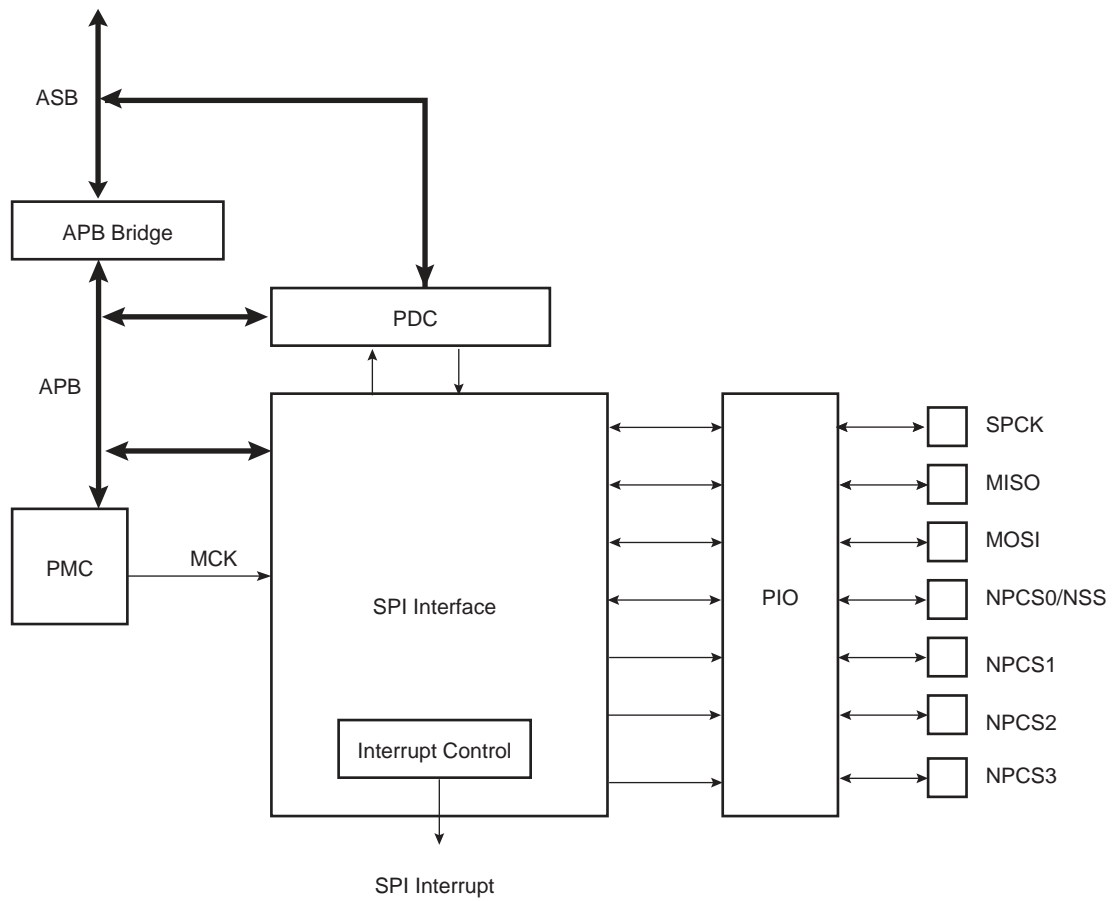 ASB
APB Bridge
PDC
APB
SPCK
MISO
MOSI
PMC
MCK
SPI Interface
PIO
NPCS0/NSS
NPCS1
NPCS2
Interrupt Control
NPCS3
SPI Interrupt